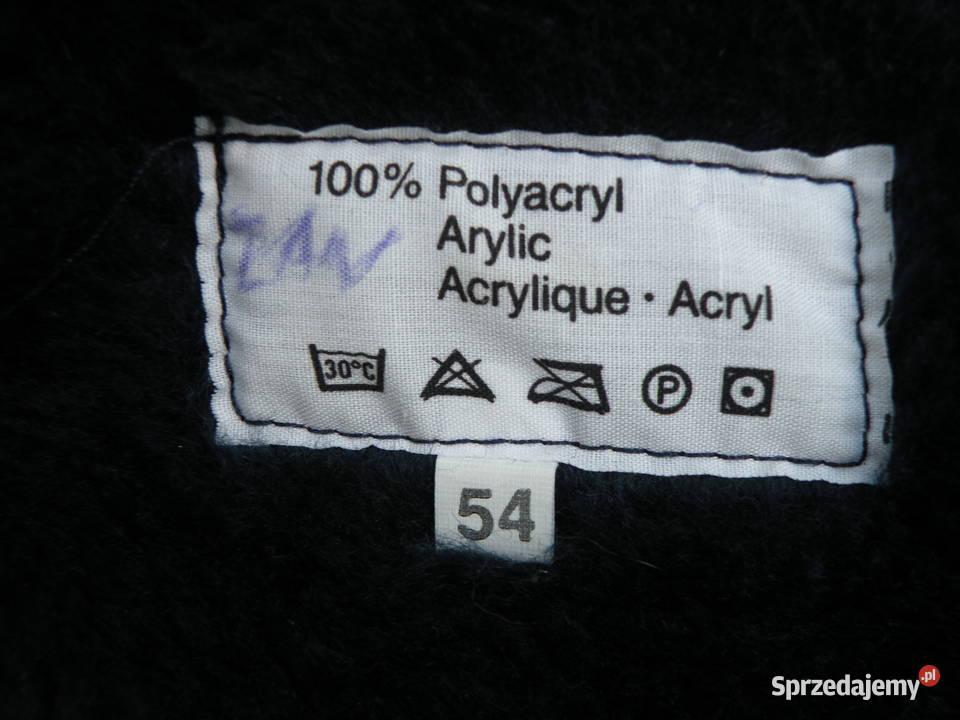 100% Polyacryl
Arylic
Acrylique · Acryl
30°C
P
54
Sprzedajemy.pl